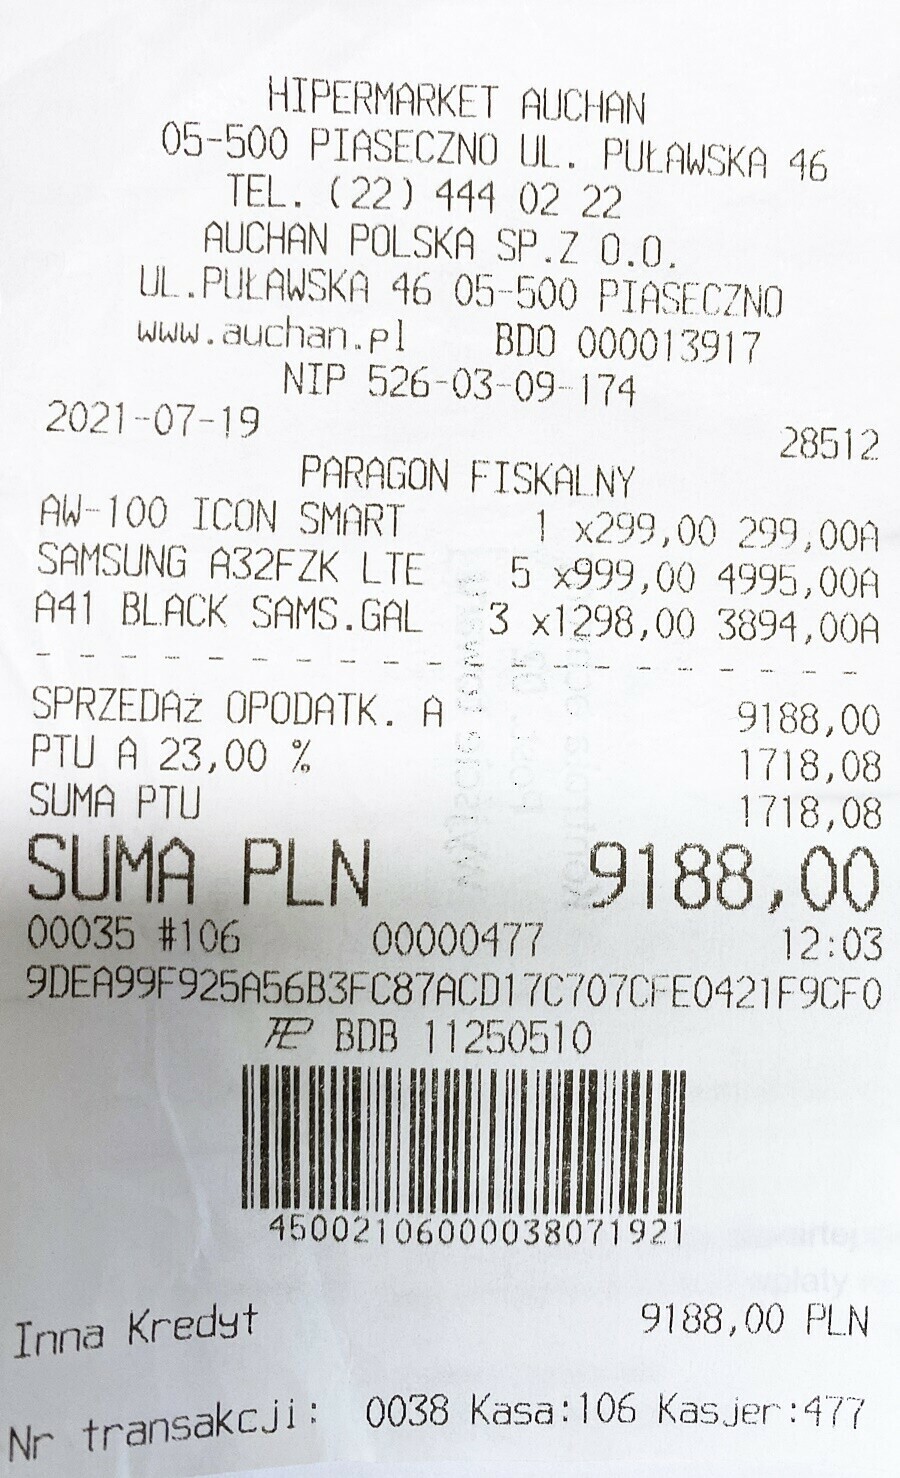 HIPERMARKET AUCHAN
05-500 PIASECZNO UL. PUŁAWSKA 46
TEL. (22) 444 02 22
AUCHAN POLSKA SP.Z O.O.
UL.PUŁAWSKA 46 05-500 PIASECZNO
www.auchan.pl BDO 000013917
NIP 526-03-09-174
2021-07-19 28512
PARAGON FISKALNY
AW-100 ICON SMART 1 x299,00 299,00A
SAMSUNG A32FZK LTE 5 x999,00 4995,00A
A41 BLACK SAMS.GAL 3 x1298,00 3894,00A
- - - - - - - - - - - - - - - - - - - -
SPRZEDAż OPODATK. A 9188,00
PTU A 23,00 % 1718,08
SUMA PTU 1718,08
SUMA PLN 9188,00
00035 #106 00000477 12:03
9DEA99F925A56B3FC87ACD17C707CFE0421F9CF0
BDB 11250510
45002106000038071921
Inna Kredyt 9188,00 PLN
Nr transakcji: 0038 Kasa:106 Kasjer:477